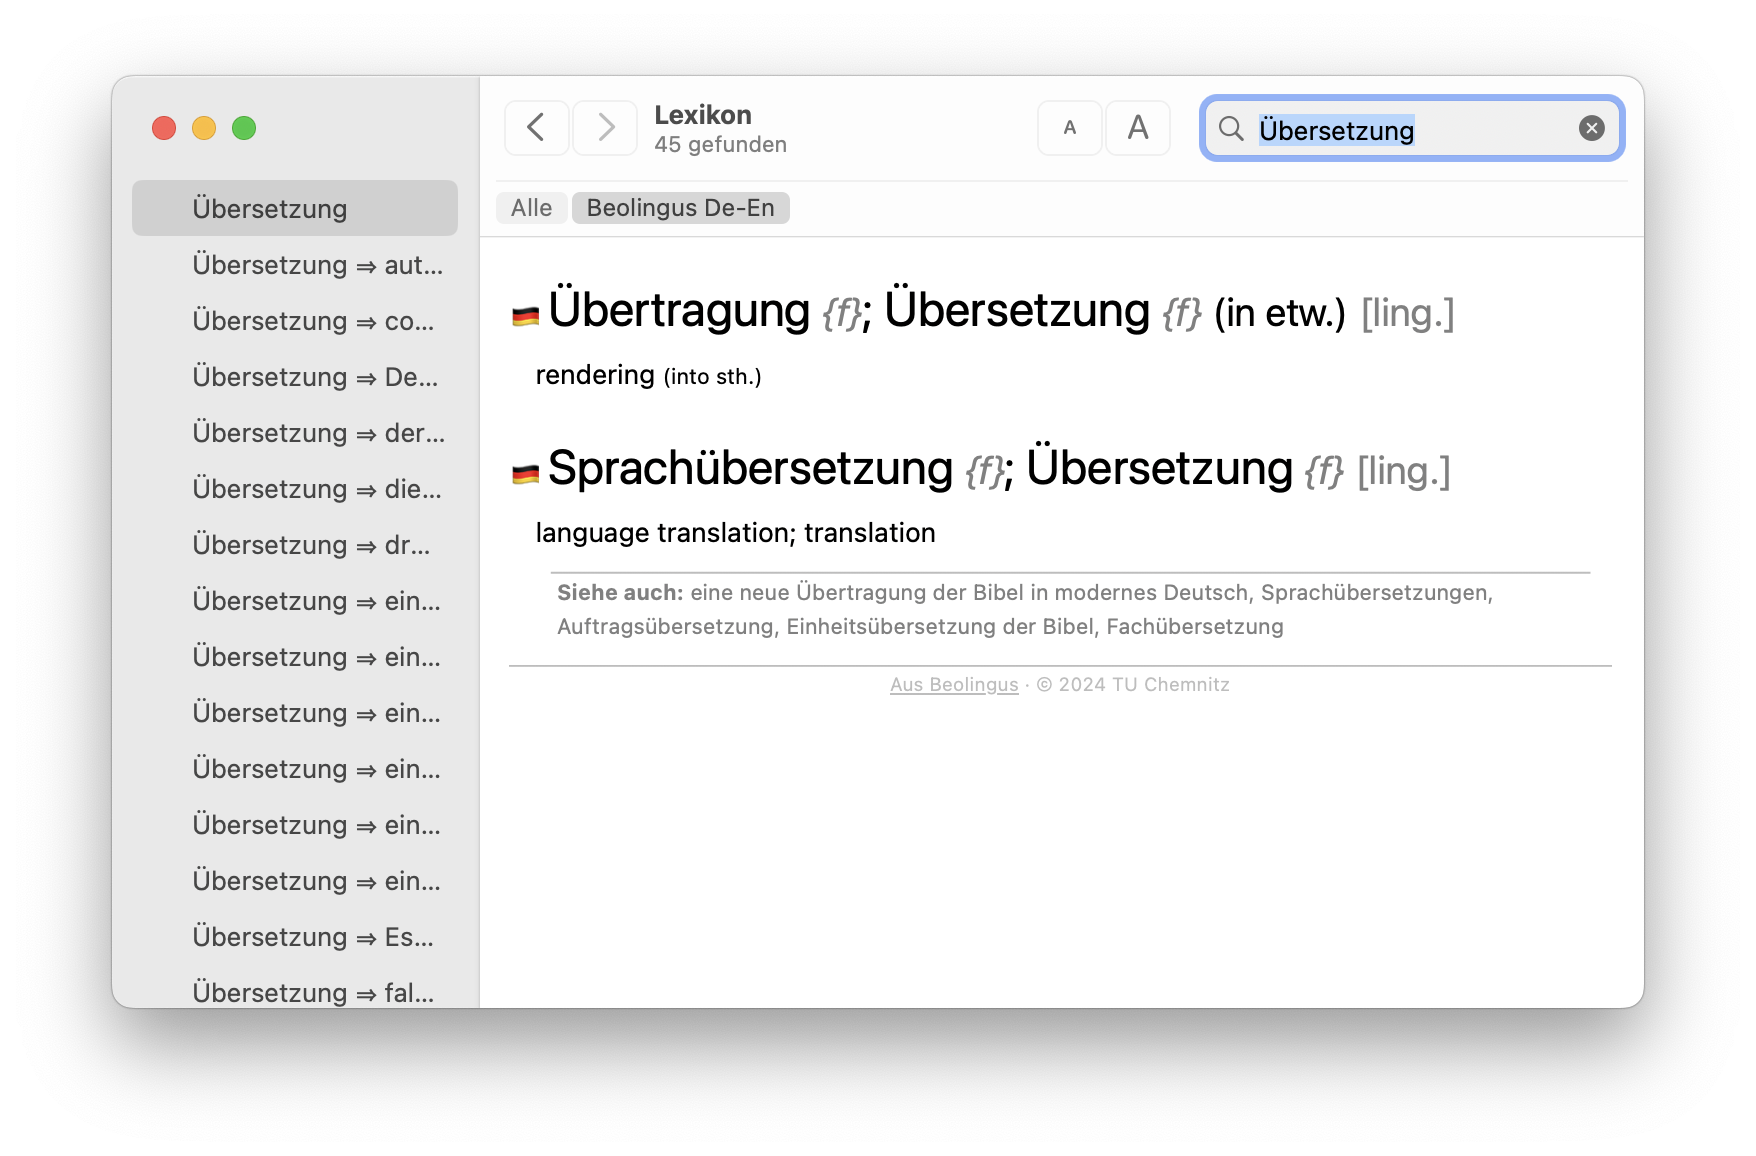 Lexikon
45 gefunden
A A
Übersetzung
Alle Beolingus De-En
Übersetzung
Übersetzung ⇒ aut...
Übersetzung ⇒ co...
Übersetzung ⇒ De...
Übersetzung ⇒ der...
Übersetzung ⇒ die...
Übersetzung ⇒ dr...
Übersetzung ⇒ ein...
Übersetzung ⇒ ein...
Übersetzung ⇒ ein...
Übersetzung ⇒ ein...
Übersetzung ⇒ ein...
Übersetzung ⇒ ein...
Übersetzung ⇒ Es...
Übersetzung ⇒ fal...
Übertragung {f}; Übersetzung {f} (in etw.) [ling.]
rendering (into sth.)
Sprachübersetzung {f}; Übersetzung {f} [ling.]
language translation; translation
Siehe auch: eine neue Übertragung der Bibel in modernes Deutsch, Sprachübersetzungen,
Auftragsübersetzung, Einheitsübersetzung der Bibel, Fachübersetzung
Aus Beolingus · © 2024 TU Chemnitz